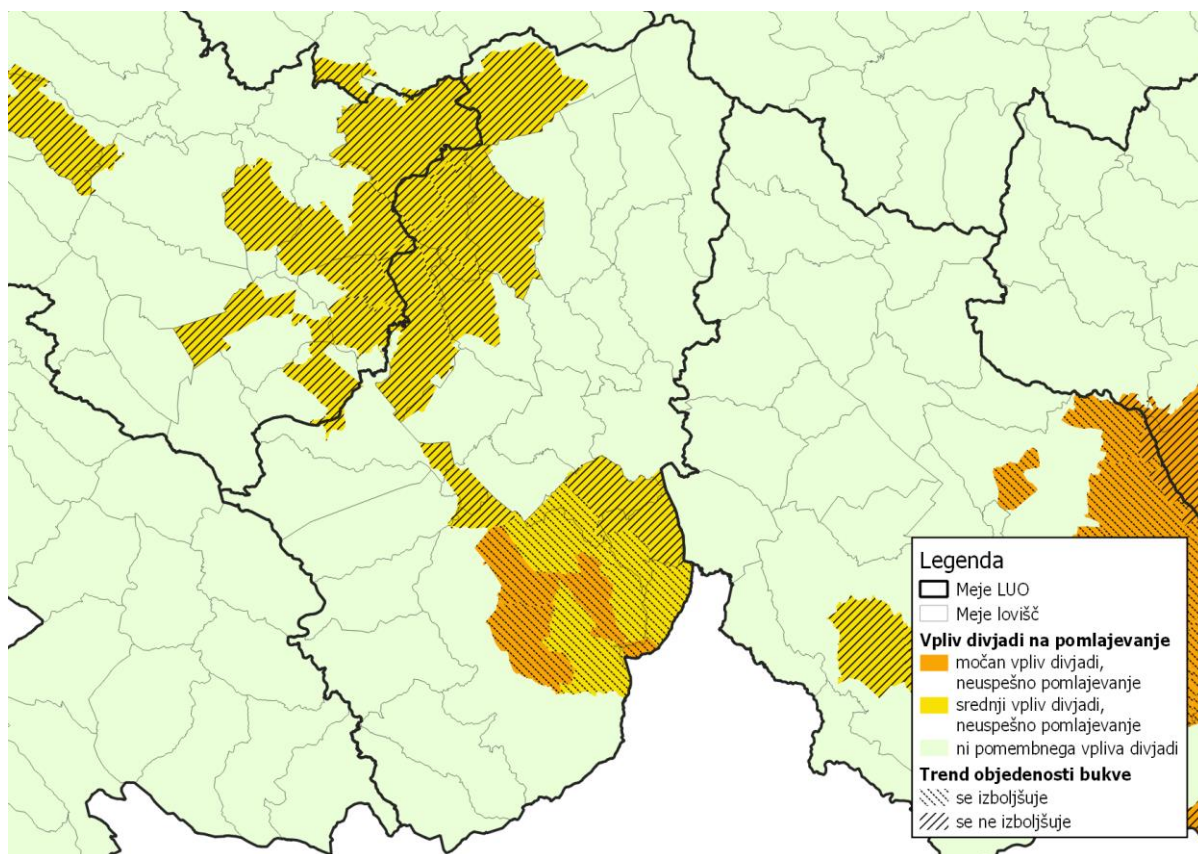 Legenda
Meje LUO
Meje lovišč
Vpliv divjadi na pomlajevanje
močan vpliv divjadi,
neuspešno pomlajevanje
srednji vpliv divjadi,
neuspešno pomlajevanje
ni pomembnega vpliva divjadi
Trend objedenosti bukve
se izboljšuje
se ne izboljšuje